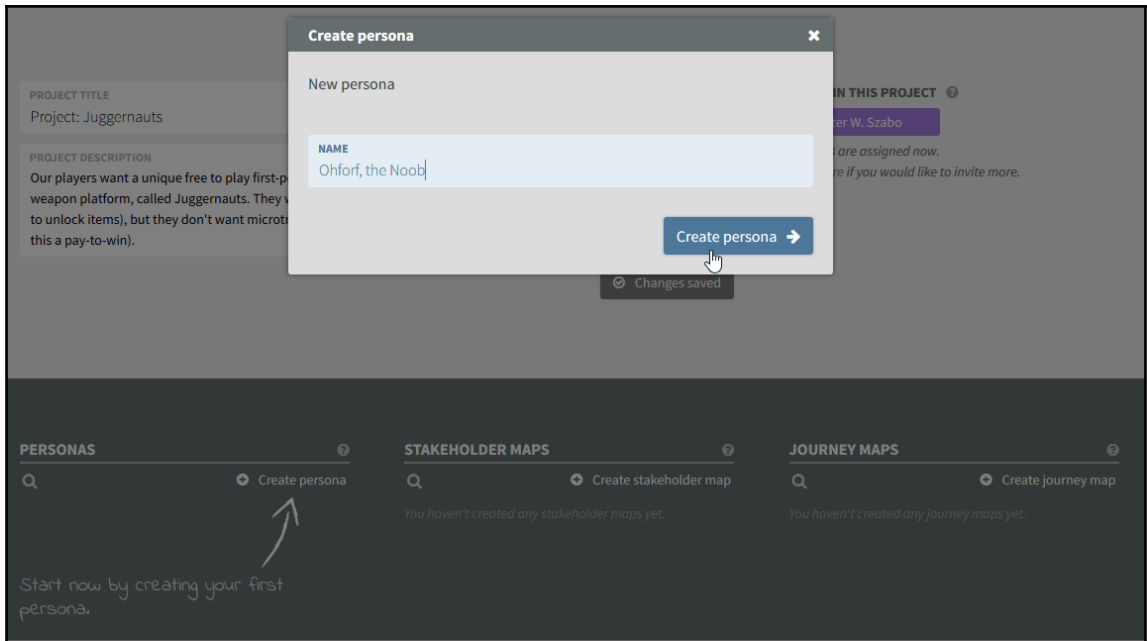 Create persona
New persona
NAME
Ohforf, the Noob
Create persona
PROJECT TITLE
Project: Juggernauts
PROJECT DESCRIPTION
Our players want a unique free to play first-p
weapon platform, called Juggernauts. They
to unlock items), but they don't want microtr
this a pay-to-win).
IN THIS PROJECT
ter W. Szabo
are assigned now.
re if you would like to invite more.
Changes saved
PERSONAS
Create persona
Start now by creating your first
persona.
STAKEHOLDER MAPS
Create stakeholder map
You haven't created any stakeholder maps yet.
JOURNEY MAPS
Create journey map
You haven't created any journey maps yet.